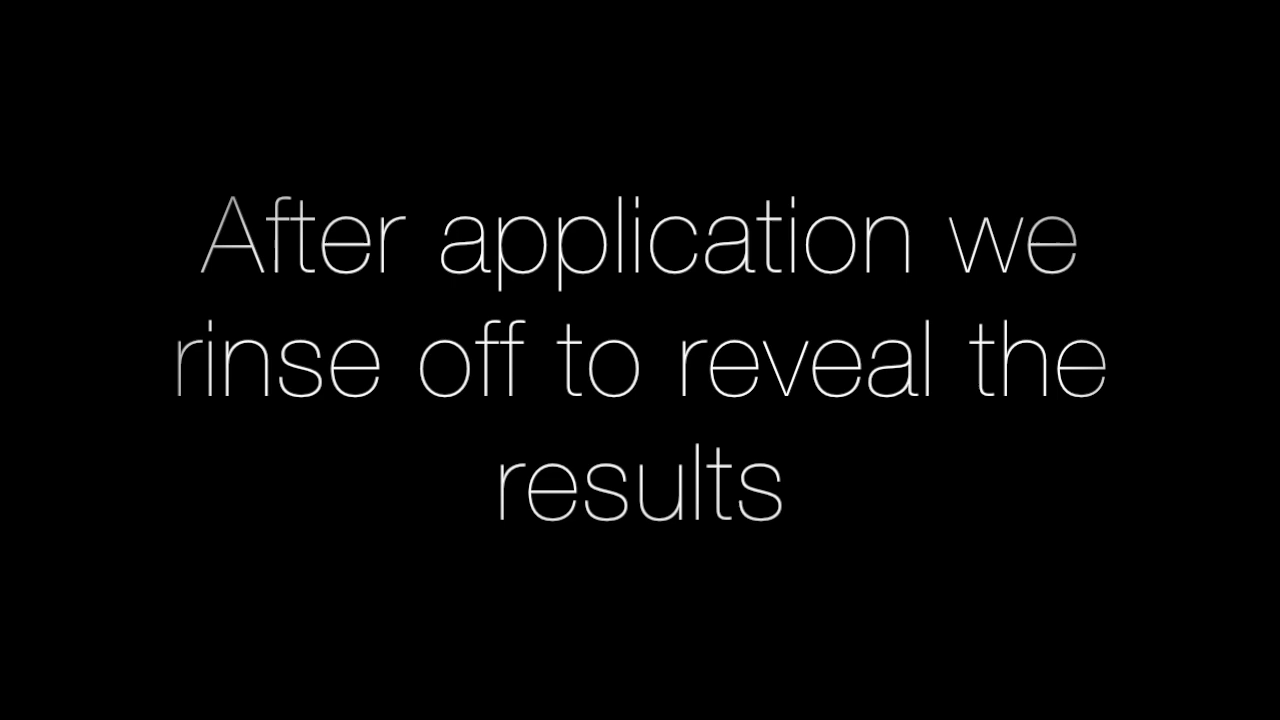 After application we
rinse off to reveal the
results